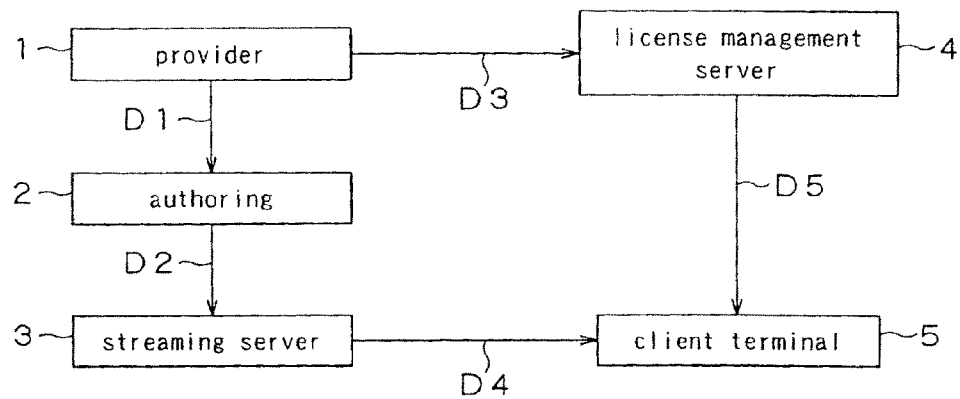 1
provider
license management
server
4
D3
D1
2
authoring
D5
D2
3
streaming server
client terminal
5
D4